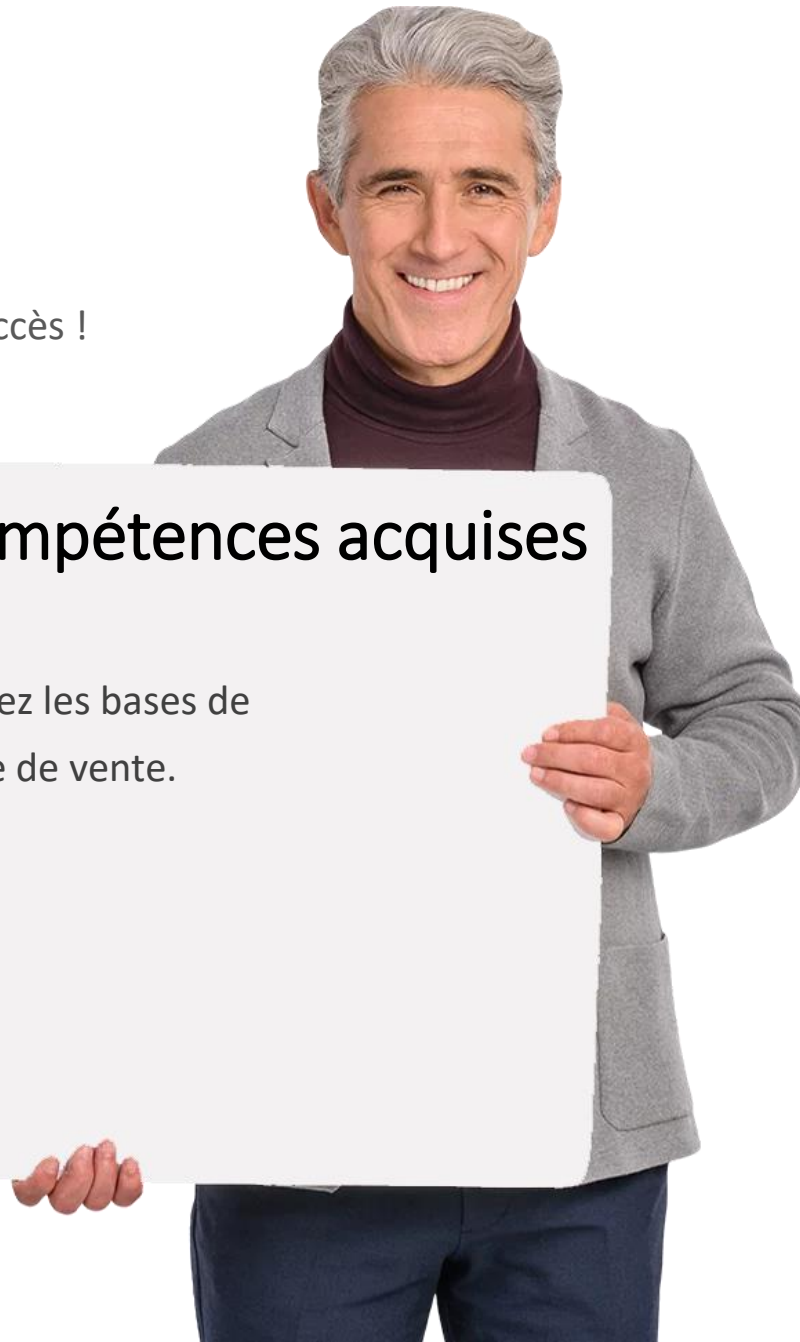 ccès !
mpétences acquises
ez les bases de
e de vente.